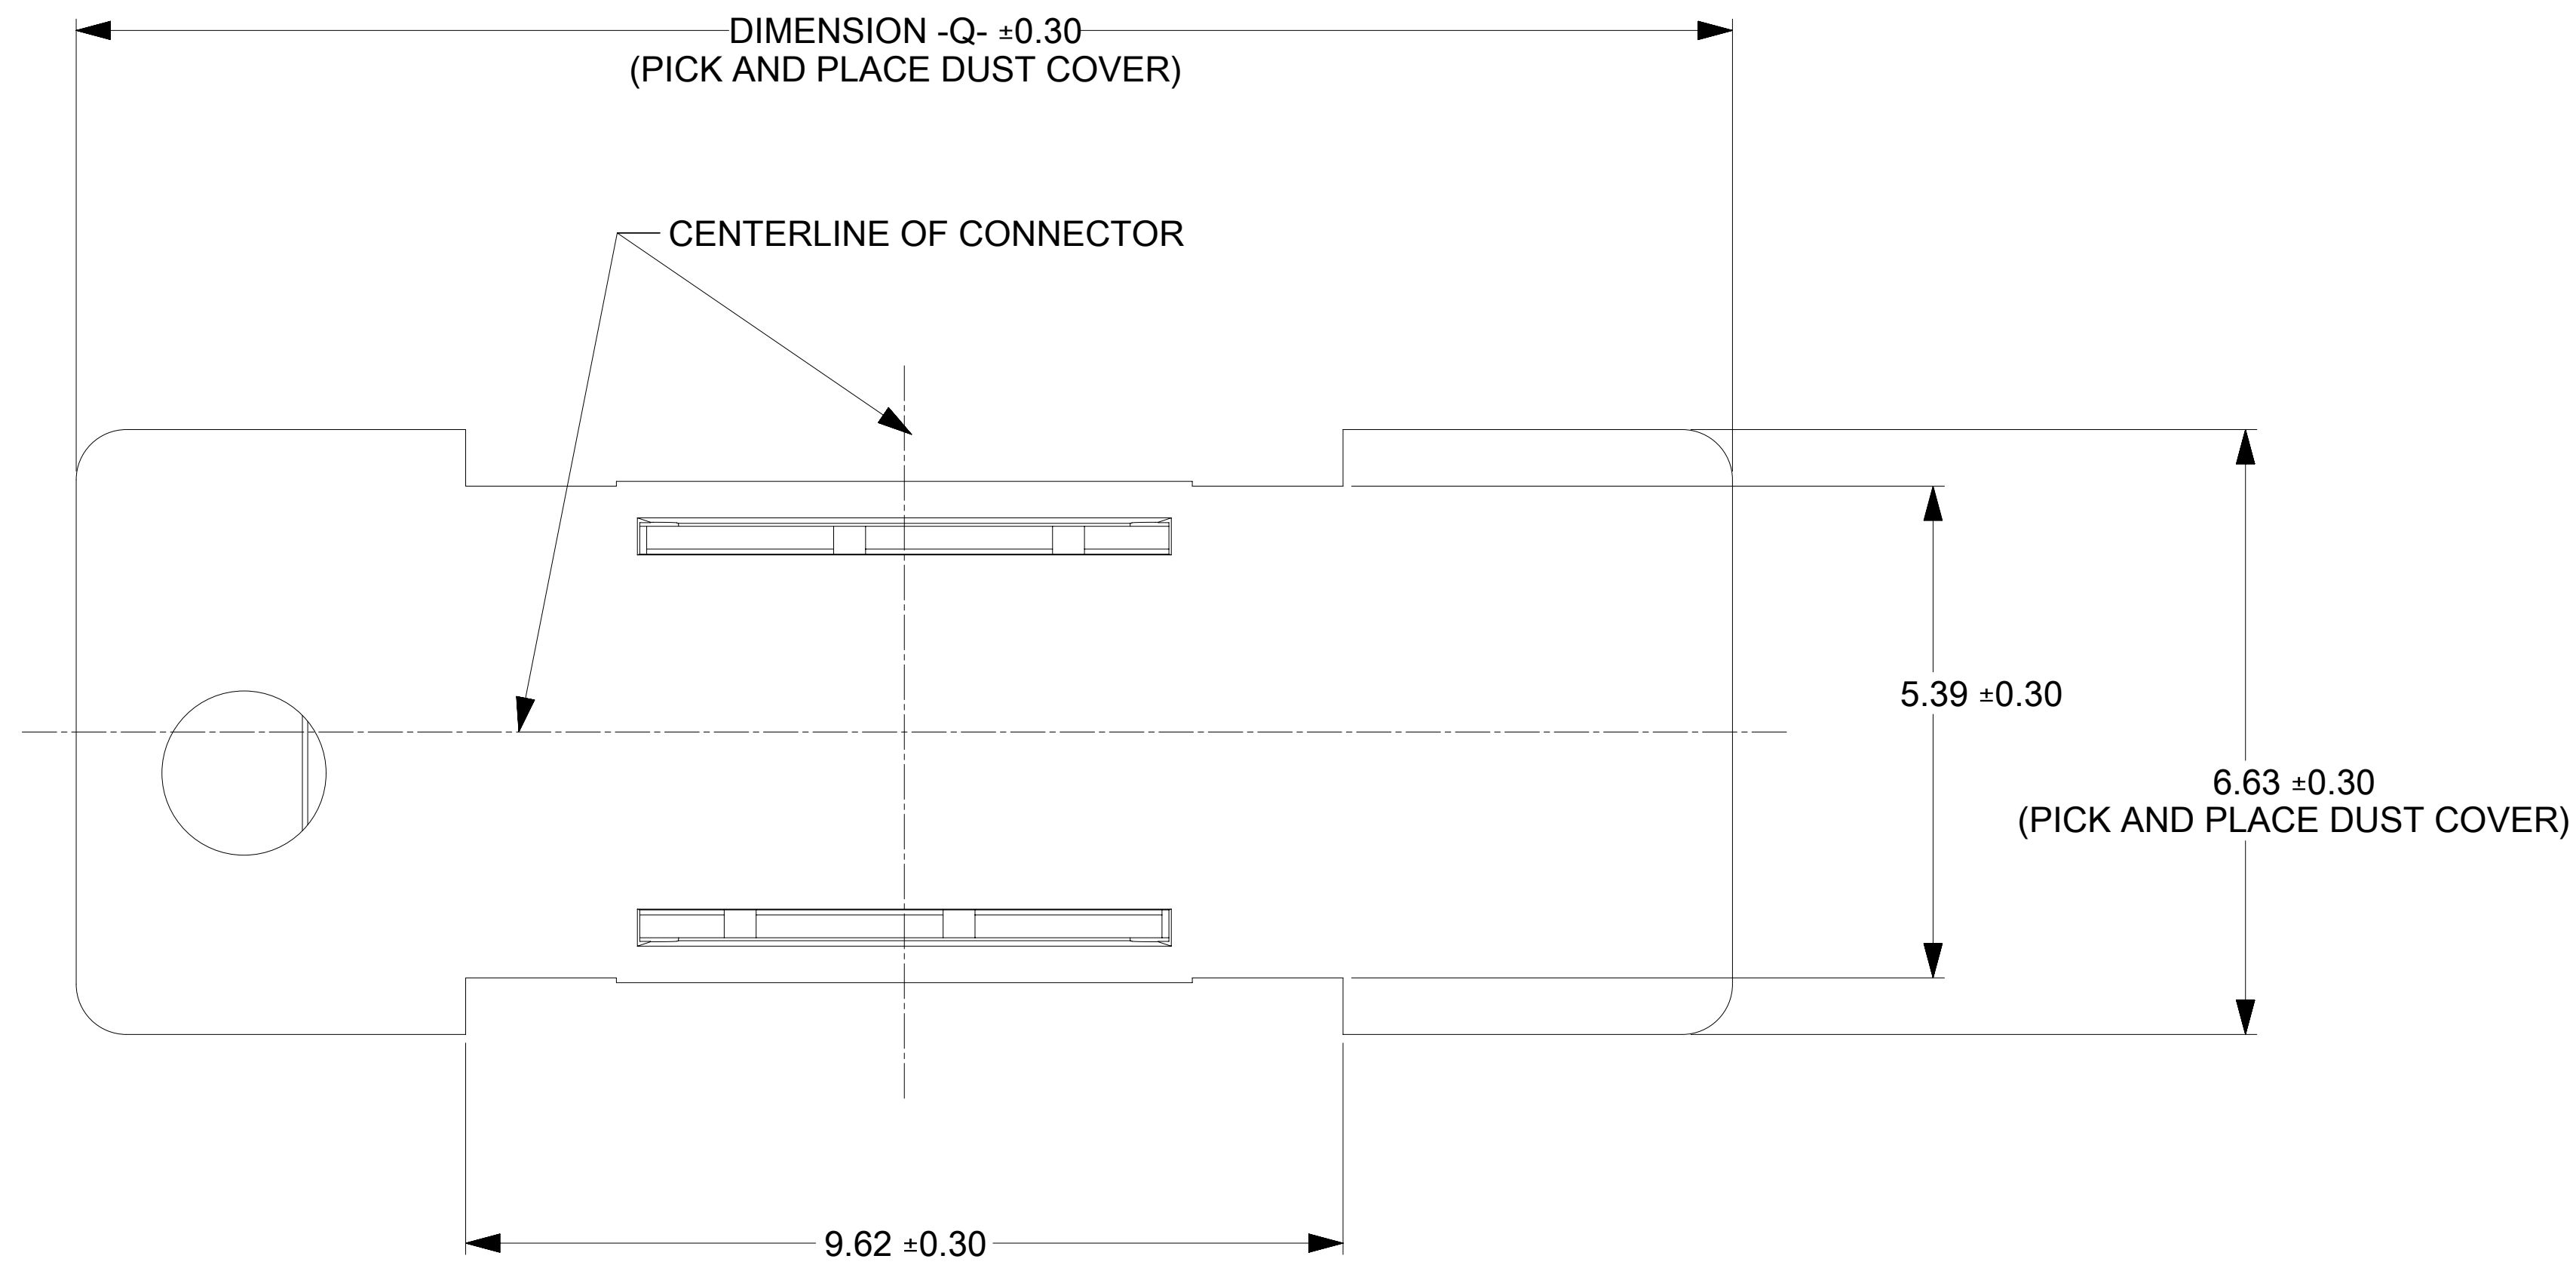 DIMENSION -Q- ±0.30
(PICK AND PLACE DUST COVER)
CENTERLINE OF CONNECTOR
5.39 ±0.30
6.63 ±0.30
(PICK AND PLACE DUST COVER)
9.62 ±0.30